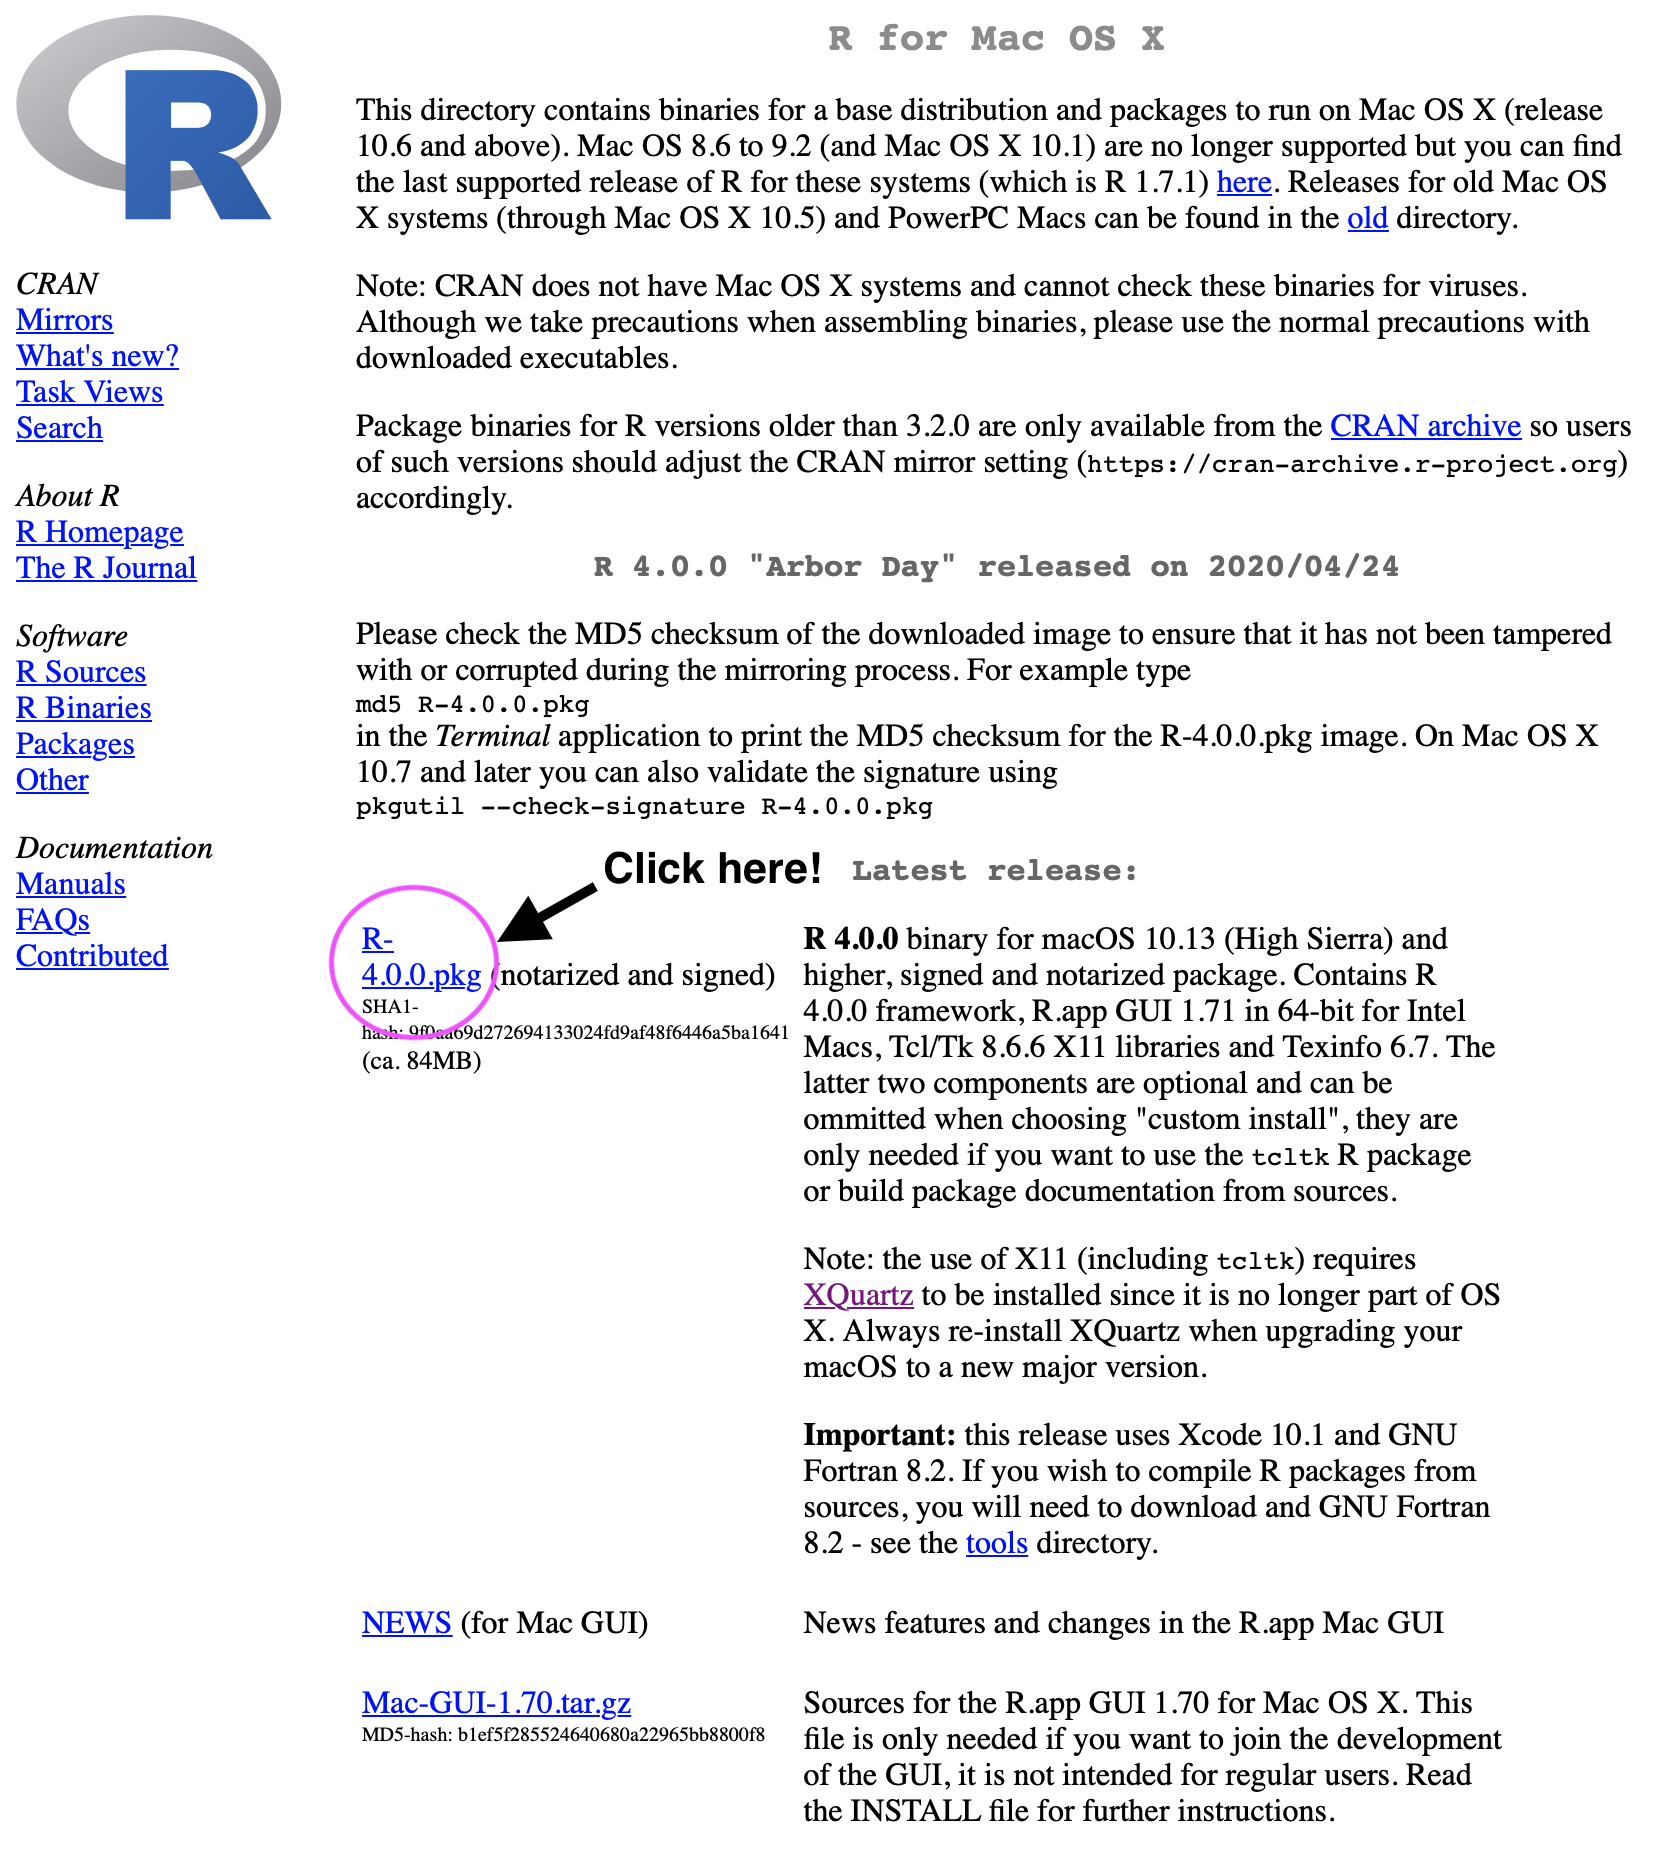 R
R for Mac OS X
This directory contains binaries for a base distribution and packages to run on Mac OS X (release
10.6 and above). Mac OS 8.6 to 9.2 (and Mac OS X 10.1) are no longer supported but you can find
the last supported release of R for these systems (which is R 1.7.1) here. Releases for old Mac OS
X systems (through Mac OS X 10.5) and PowerPC Macs can be found in the old directory.
Note: CRAN does not have Mac OS X systems and cannot check these binaries for viruses.
Although we take precautions when assembling binaries, please use the normal precautions with
downloaded executables.
Package binaries for R versions older than 3.2.0 are only available from the CRAN archive so users
of such versions should adjust the CRAN mirror setting (https://cran-archive.r-project.org)
accordingly.
CRAN
Mirrors
What's new?
Task Views
Search
About R
R Homepage
The R Journal
Software
R Sources
R Binaries
Packages
Other
Documentation
Manuals
FAQs
Contributed
R 4.0.0 "Arbor Day" released on 2020/04/24
Please check the MD5 checksum of the downloaded image to ensure that it has not been tampered
with or corrupted during the mirroring process. For example type
md5 R-4.0.0.pkg
in the Terminal application to print the MD5 checksum for the R-4.0.0.pkg image. On Mac OS X
10.7 and later you can also validate the signature using
pkgutil --check-signature R-4.0.0.pkg
Click here!
Latest release:
R-
4.0.0.pkg (notarized and signed)
SHA1-
hash: 9f0aa69d272694133024fd9af48f6446a5ba1641
(ca. 84MB)
R 4.0.0 binary for macOS 10.13 (High Sierra) and
higher, signed and notarized package. Contains R
4.0.0 framework, R.app GUI 1.71 in 64-bit for Intel
Macs, Tcl/Tk 8.6.6 X11 libraries and Texinfo 6.7. The
latter two components are optional and can be
ommitted when choosing "custom install", they are
only needed if you want to use the tcltk R package
or build package documentation from sources.
Note: the use of X11 (including tcltk) requires
XQuartz to be installed since it is no longer part of OS
X. Always re-install XQuartz when upgrading your
macOS to a new major version.
Important: this release uses Xcode 10.1 and GNU
Fortran 8.2. If you wish to compile R packages from
sources, you will need to download and GNU Fortran
8.2 - see the tools directory.
NEWS (for Mac GUI)
News features and changes in the R.app Mac GUI
Mac-GUI-1.70.tar.gz
MD5-hash: b1ef5f285524640680a22965bb8800f8
Sources for the R.app GUI 1.70 for Mac OS X. This
file is only needed if you want to join the development
of the GUI, it is not intended for regular users. Read
the INSTALL file for further instructions.